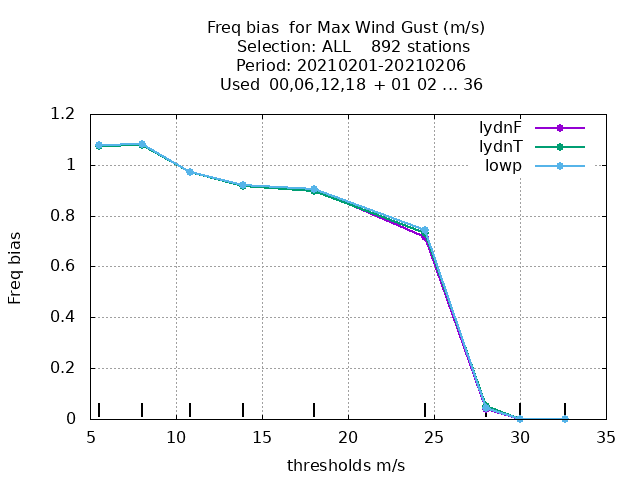 Freq bias  for Max Wind Gust (m/s)
Selection: ALL    892 stations
Period: 20210201-20210206
Used  00,06,12,18  + 01 02 ... 36
lydnF
lydnT
lowp
1.2
1
0.8
0.6
0.4
0.2
0
Freq bias
5 10 15 20 25 30 35
thresholds m/s